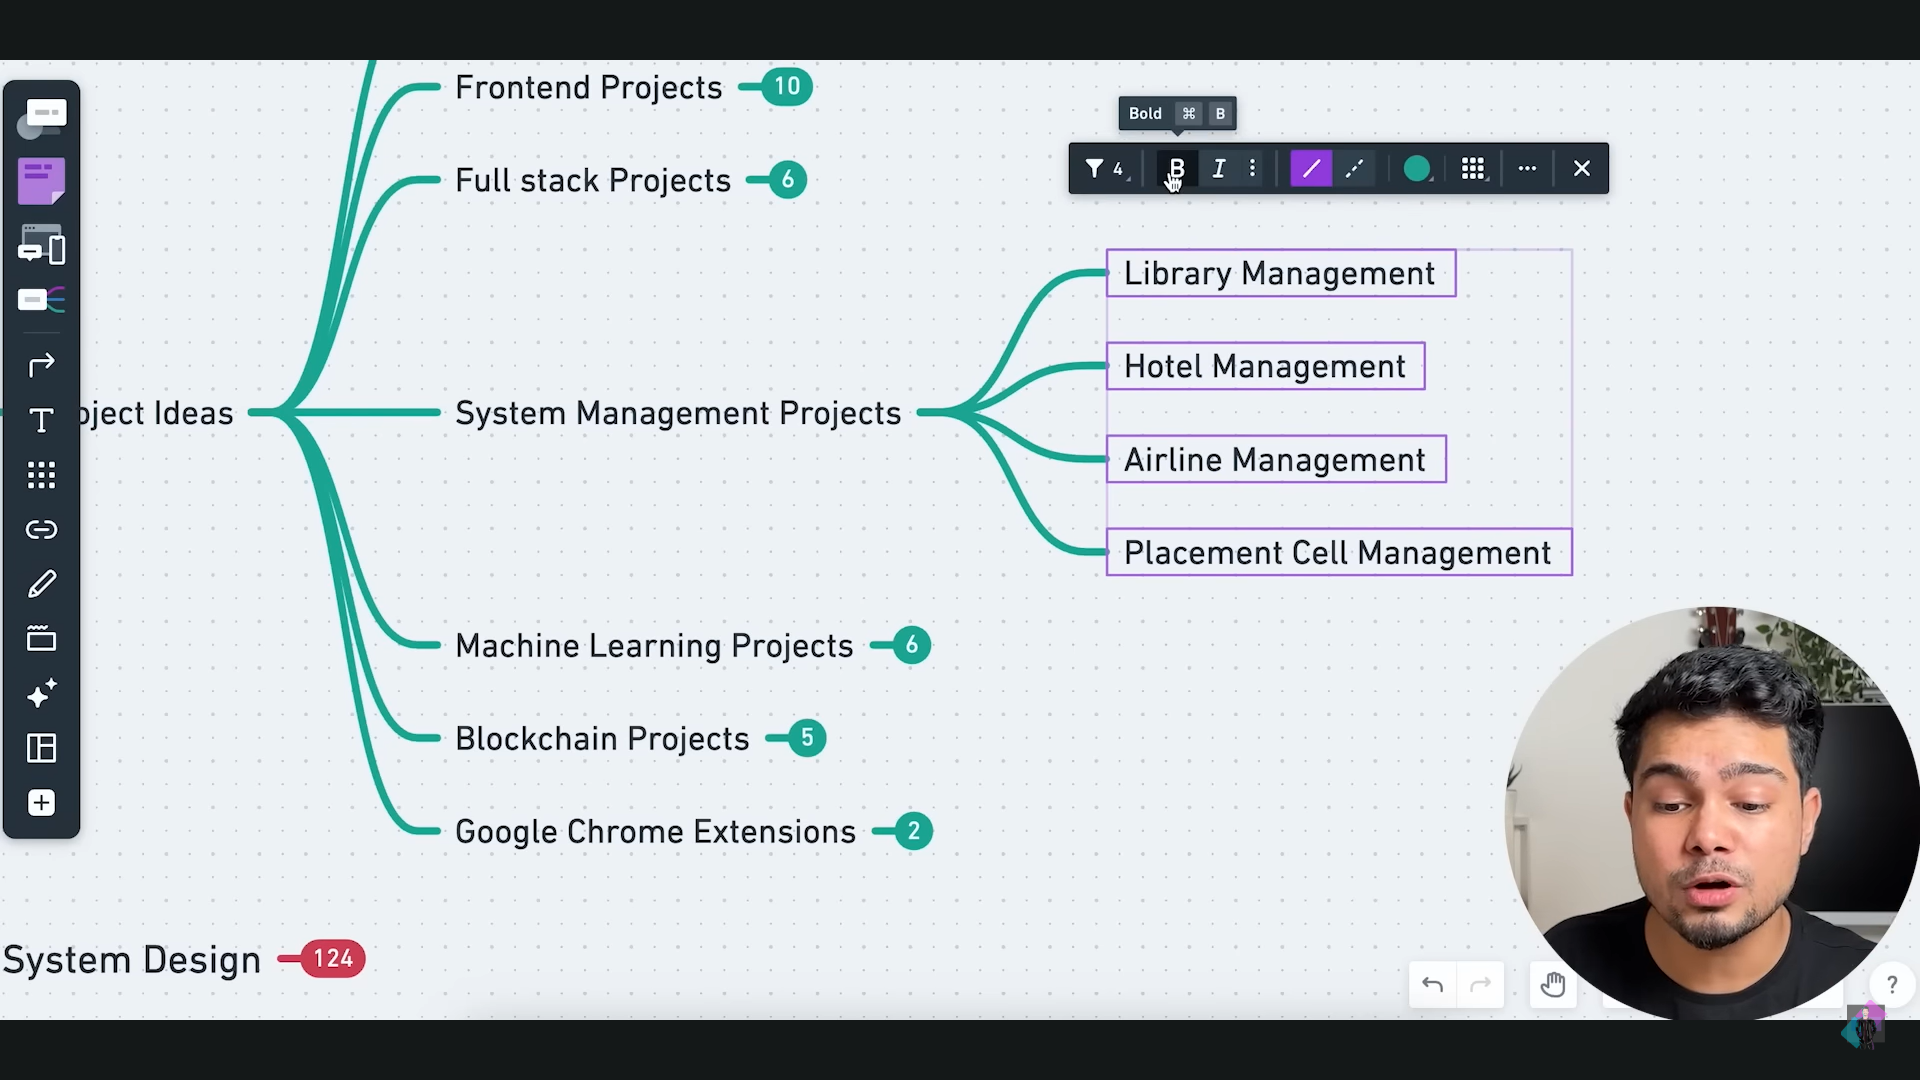 Frontend Projects 10
Bold ⌘ B
4 B I
Full stack Projects 6
Library Management
Hotel Management
oject Ideas
System Management Projects
Airline Management
Placement Cell Management
Machine Learning Projects 6
Blockchain Projects 5
Google Chrome Extensions 2
System Design 124
?